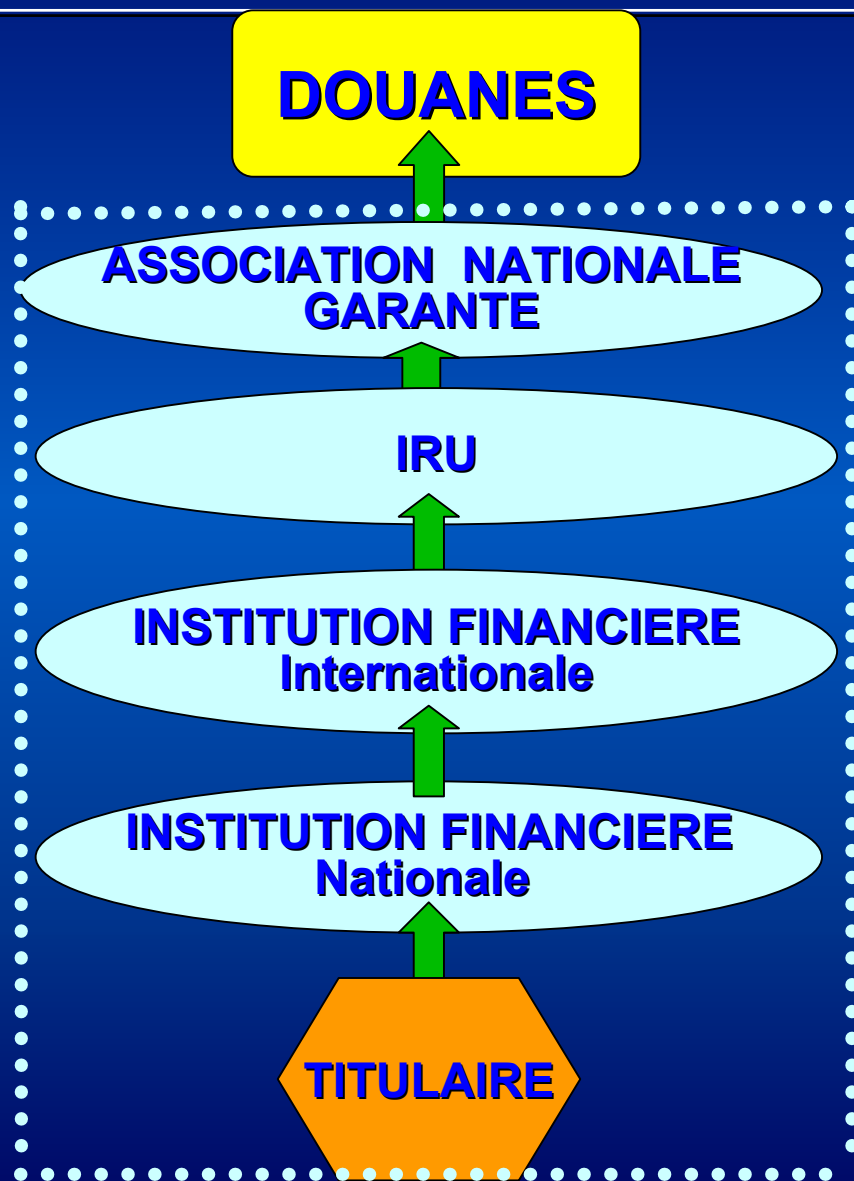 DOUANES
ASSOCIATION NATIONALE
GARANTE
IRU
INSTITUTION FINANCIERE
Internationale
INSTITUTION FINANCIERE
Nationale
TITULAIRE